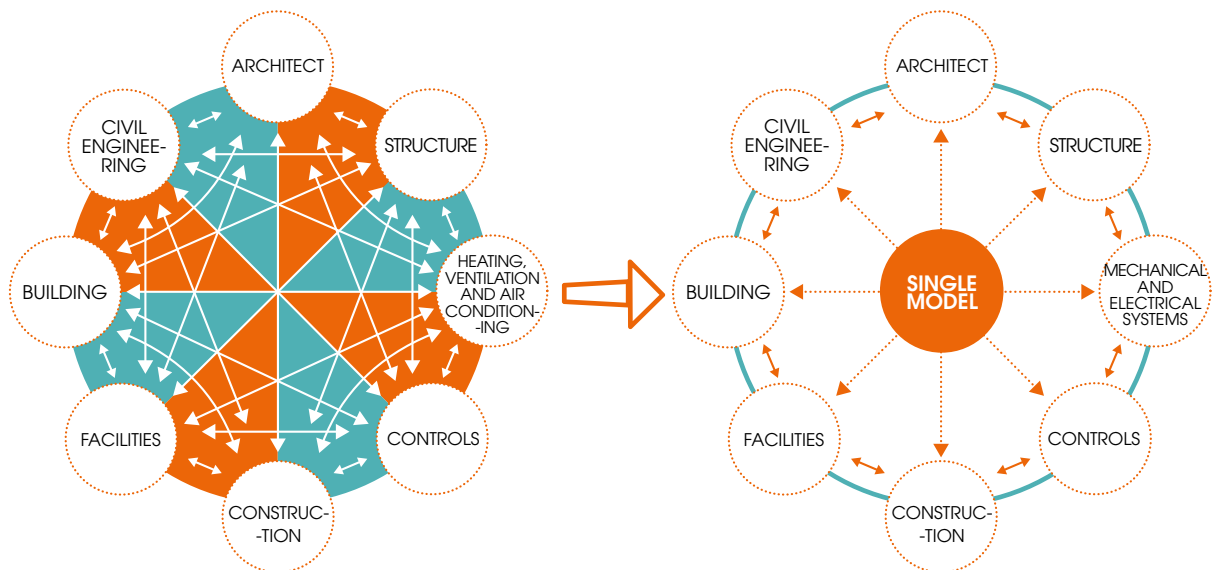 ARCHITECT
CIVIL
ENGINEE-
RING
STRUCTURE
BUILDING
HEATING,
VENTILATION
AND AIR
CONDITION-
-ING
FACILITIES
CONTROLS
CONSTRUC-
-TION
ARCHITECT
CIVIL
ENGINEE-
RING
STRUCTURE
BUILDING
SINGLE
MODEL
MECHANICAL
AND
ELECTRICAL
SYSTEMS
FACILITIES
CONTROLS
CONSTRUC-
-TION